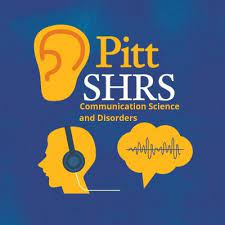 Pitt
SHRS
Communication Science
and Disorders